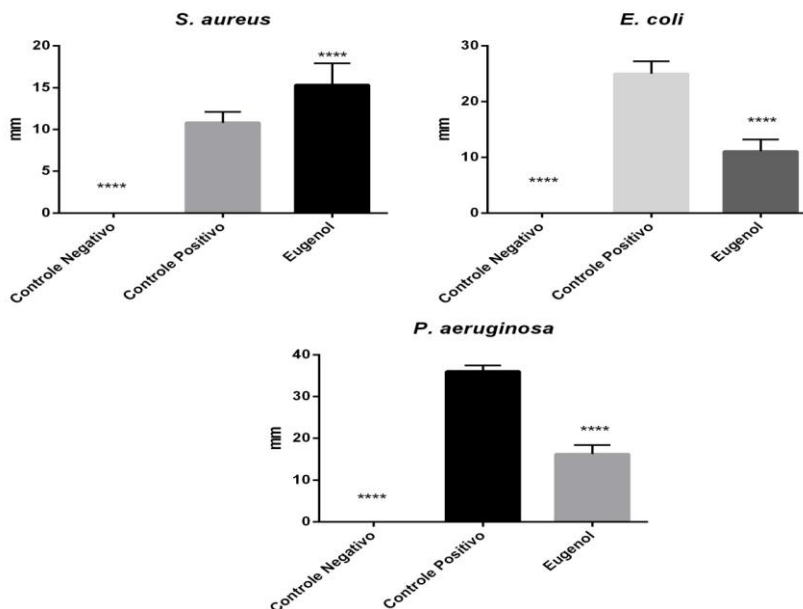 S. aureus
20
15
10
5
0
mm
****
****
Controle Negativo
Controle Positivo
Eugenol
E. coli
30
20
10
0
mm
****
****
Controle Negativo
Controle Positivo
Eugenol
P. aeruginosa
40
30
20
10
0
mm
****
****
Controle Negativo
Controle Positivo
Eugenol